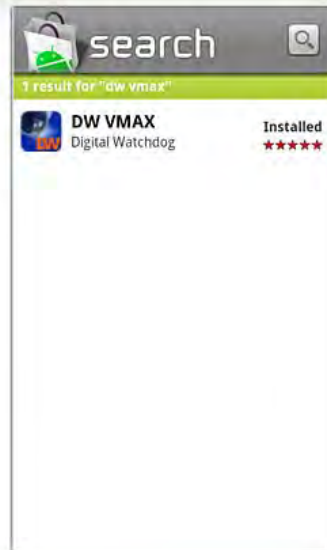 search
1 result for "dw vmax"
DW VMAX
Installed
Digital Watchdog
DW